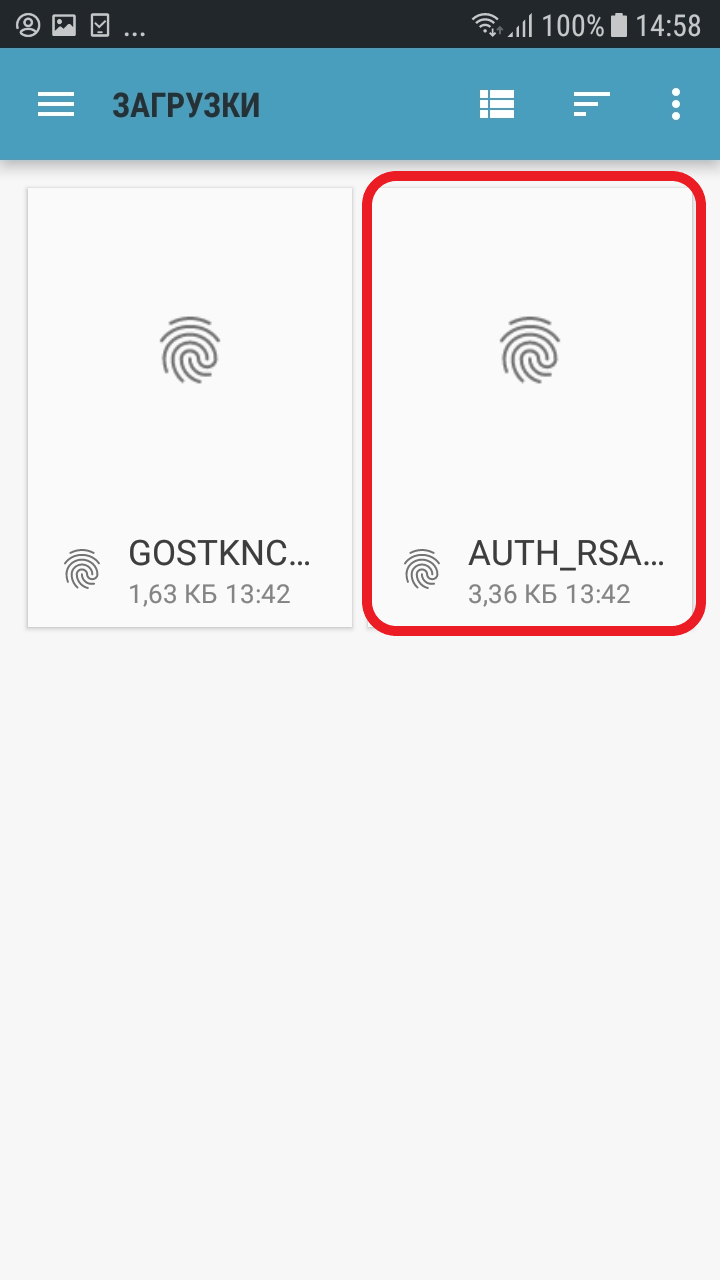 ... 100% 14:58
ЗАГРУЗКИ
GOSTKNC...
1,63 КБ 13:42
AUTH_RSA...
3,36 КБ 13:42